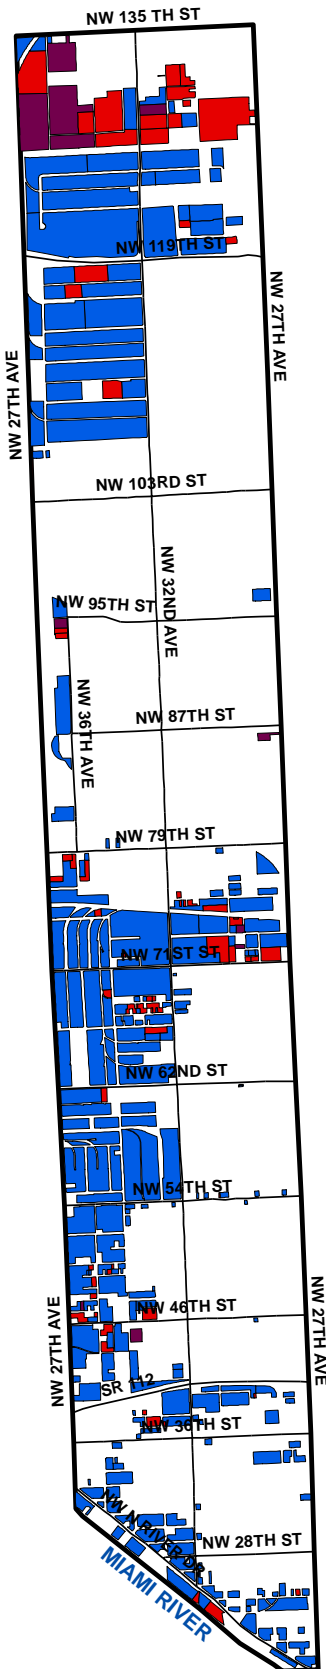 NW 135 TH ST
NW 119TH ST
NW 27TH AVE
NW 27TH AVE
NW 103RD ST
NW 32ND AVE
NW 95TH ST
NW 36TH AVE
NW 87TH ST
NW 79TH ST
NW 71ST ST
NW 62ND ST
NW 54TH ST
NW 46TH ST
NW 27TH AVE
NW 27TH AVE
SR 112
NW 36TH ST
NW N RIVER DR
NW 28TH ST
MIAMI RIVER